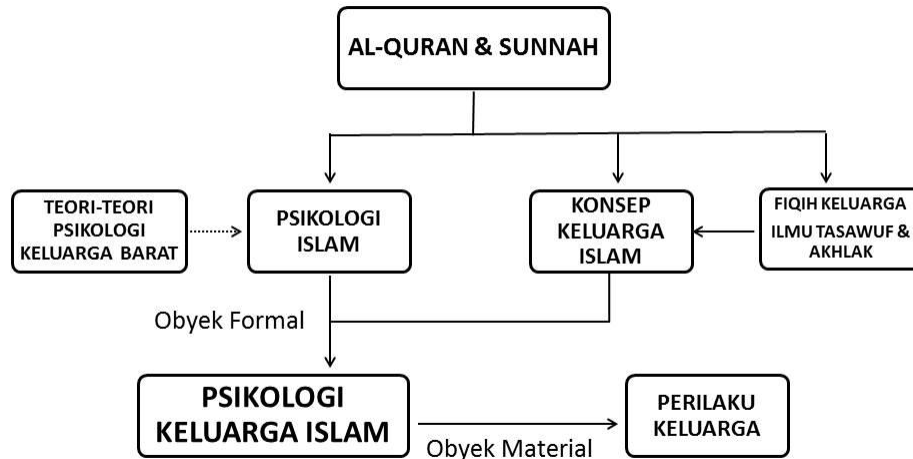 AL-QURAN & SUNNAH
TEORI-TEORI
PSIKOLOGI
KELUARGA BARAT
PSIKOLOGI
ISLAM
KONSEP
KELUARGA
ISLAM
FIQIH KELUARGA
ILMU TASAWUF &
AKHLAK
Obyek Formal
PSIKOLOGI
KELUARGA ISLAM
Obyek Material
PERILAKU
KELUARGA